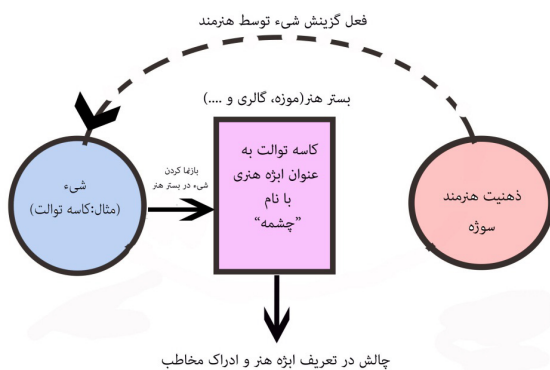 فعل گزینش شیء توسط هنرمند
بستر هنر(موزه، گالری و ....)
ذهنیت هنرمند
سوژه
کاسه توالت به
عنوان ابژه هنری
با نام
“چشمه”
بازنما کردن
شیء در بستر هنر
شیء
(مثال:کاسه توالت)
چالش در تعریف ابژه هنر و ادراک مخاطب